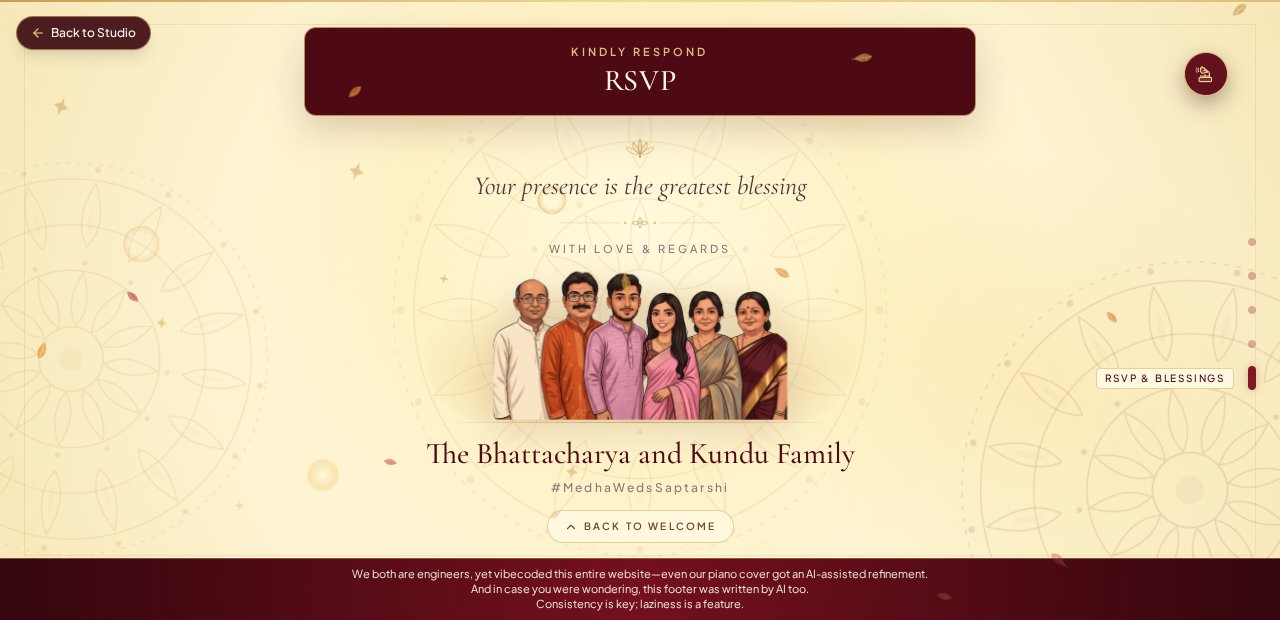 Back to Studio
KINDLY RESPOND
RSVP
Your presence is the greatest blessing
WITH LOVE & REGARDS
RSVP & BLESSINGS
The Bhattacharya and Kundu Family
#MedhaWedsSaptarshi
BACK TO WELCOME
We both are engineers, yet vibecoded this entire website—even our piano cover got an AI-assisted refinement.
And in case you were wondering, this footer was written by AI too.
Consistency is key; laziness is a feature.